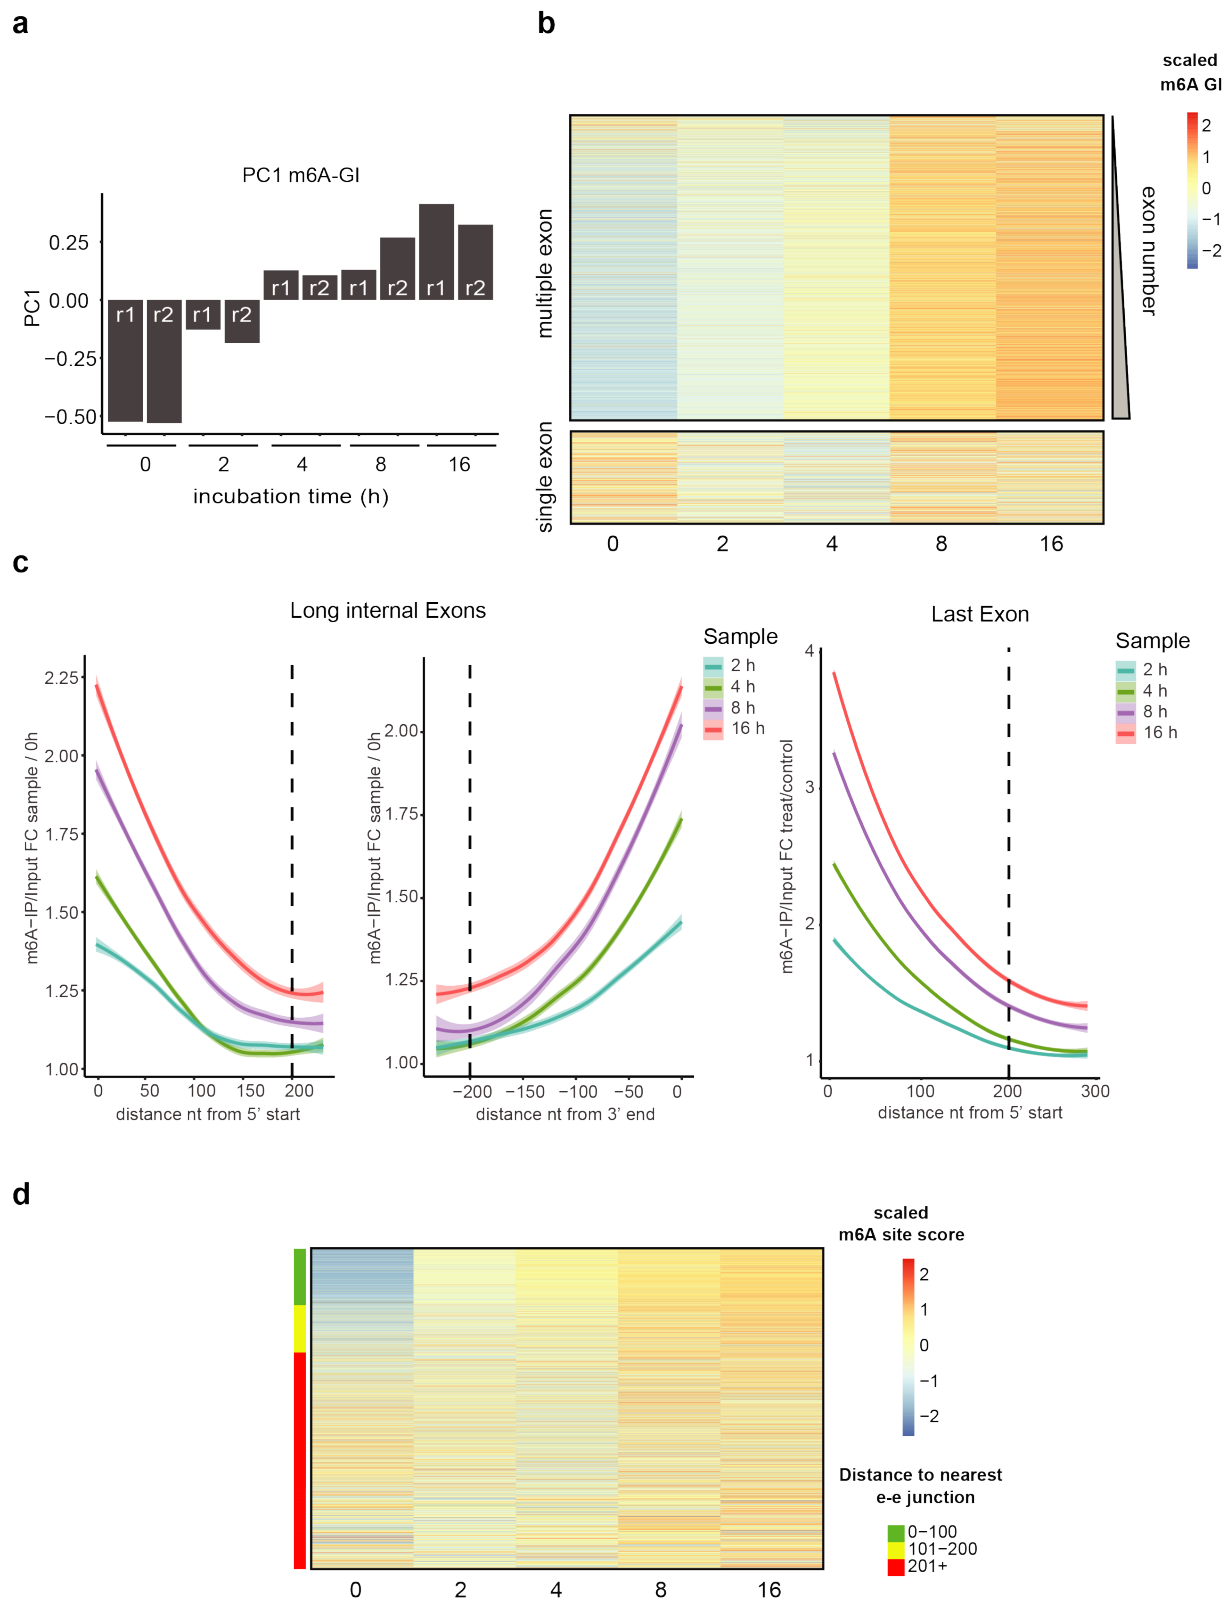 a
PC1 m6A-GI
PC1
0.25
0.00
−0.25
−0.50
r1
r2
r1
r2
r1
r2
r1
r2
r1
r2
0
2
4
8
16
incubation time (h)
b
scaled
m6A GI
2
1
0
−1
−2
multiple exon
single exon
exon number
0
2
4
8
16
c
Long internal Exons
m6A−IP/Input FC sample / 0h
2.25
2.00
1.75
1.50
1.25
1.00
0
50
100
150
200
distance nt from 5’ start
m6A−IP/Input FC sample / 0h
2.00
1.75
1.50
1.25
1.00
−200
−150
−100
−50
0
distance nt from 3’ end
Sample
2 h
4 h
8 h
16 h
Last Exon
m6A−IP/Input FC treat/control
4
3
2
1
0
100
200
300
distance nt from 5’ start
Sample
2 h
4 h
8 h
16 h
d
scaled
m6A site score
2
1
0
−1
−2
Distance to nearest
e-e junction
0−100
101−200
201+
0
2
4
8
16